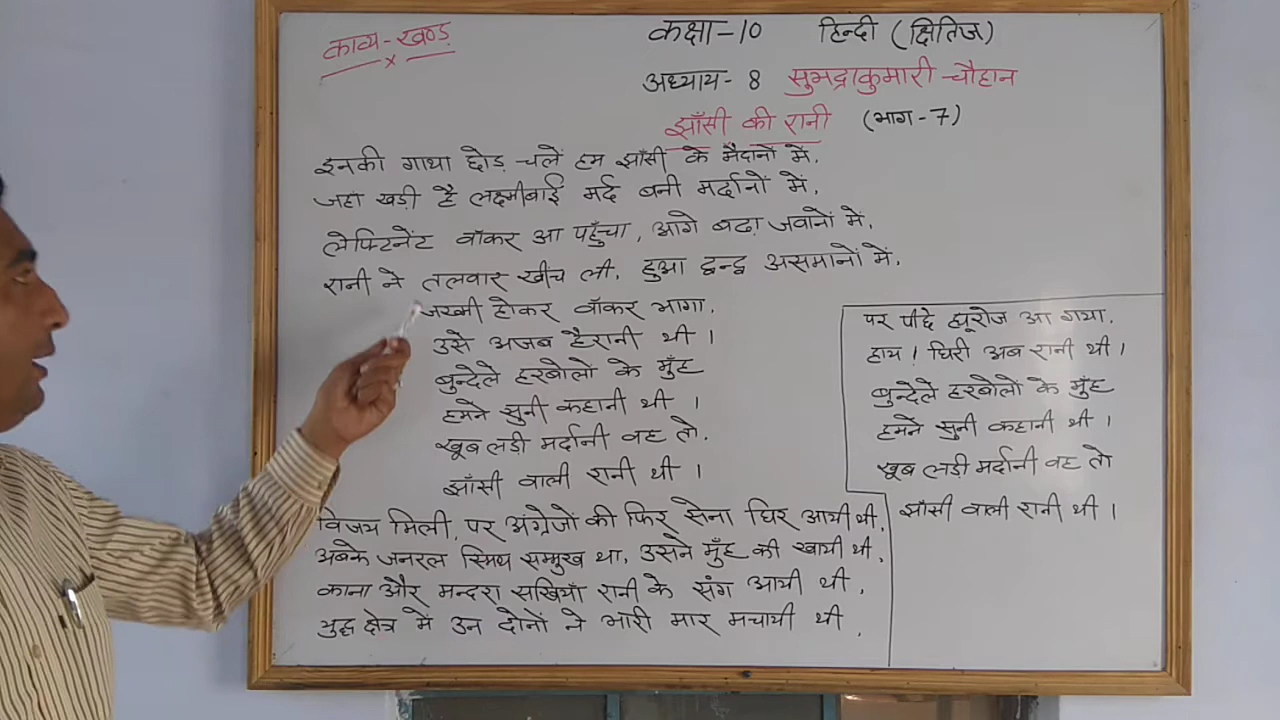 काव्य-खण्ड
x
कक्षा-10 हिन्दी (क्षितिज)
अध्याय- 8 सुभद्राकुमारी चौहान
झाँसी की रानी (भाग-7)
इनकी गाथा छोड़ चलें हम झाँसी के मैदानों में,
जहां खड़ी है लक्ष्मीबाई मर्द बनी मर्दानों में,
लेफ्टिनेंट वॉकर आ पहुँचा, आगे बढ़ा जवानों में,
रानी ने तलवार खींच ली, हुआ द्वन्द्व असमानों में,
जख्मी होकर वॉकर भागा,
उसे अजब हैरानी थी ।
बुन्देले हरबोलों के मुँह
हमने सुनी कहानी थी ।
खूब लड़ी मर्दानी वह तो,
झाँसी वाली रानी थी ।
विजय मिली, पर अंग्रेजों की फिर सेना घिर आयी थी,
अबके जनरल स्मिथ सम्मुख था, उसने मुँह की खायी थी,
काना और मन्दरा सखियाँ रानी के संग आयी थी,
युद्ध क्षेत्र में उन दोनों ने भारी मार मचायी थी,
पर पीछे ह्यूरोज आ गया,
हाय । घिरी अब रानी थी ।
बुन्देले हरबोलों के मुँह
हमने सुनी कहानी थी ।
खूब लड़ी मर्दानी वह तो
झाँसी वाली रानी थी ।